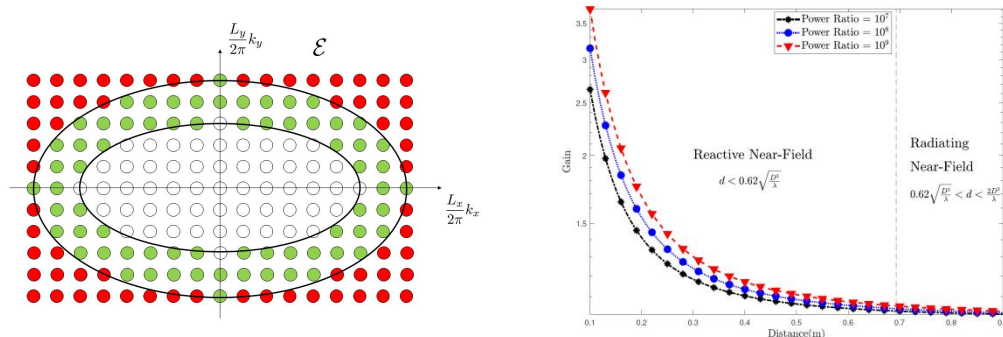 $\frac{L_y}{2\pi}k_y$
$\mathcal{E}$
$\frac{L_x}{2\pi}k_x$
3.5
3
2.5
2
1.5
Gain
Power Ratio = $10^7$
Power Ratio = $10^8$
Power Ratio = $10^9$
Reactive Near-Field
$d < 0.62\sqrt{\frac{D^3}{\lambda}}$
Radiating
Near-Field
$0.62\sqrt{\frac{D^3}{\lambda}} < d < \frac{2D^2}{\lambda}$
0.1 0.2 0.3 0.4 0.5 0.6 0.7 0.8
Distance(m)